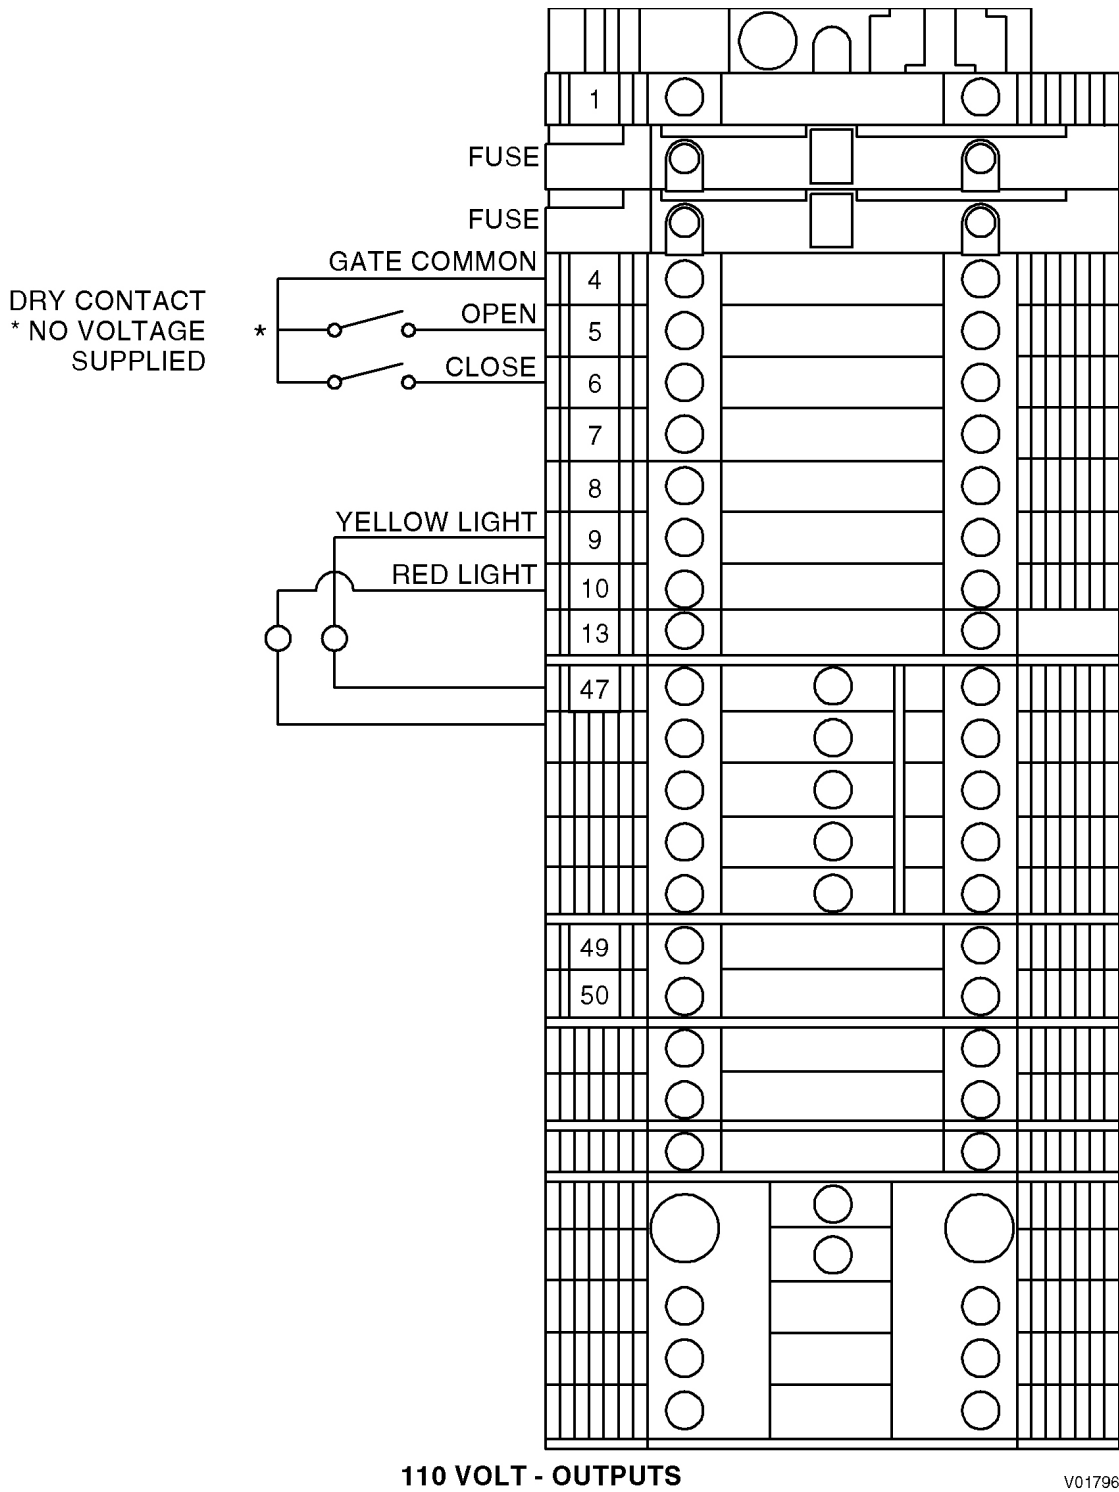 1
FUSE
FUSE
GATE COMMON
4
DRY CONTACT
* NO VOLTAGE
SUPPLIED
*
OPEN
5
CLOSE
6
7
8
YELLOW LIGHT
9
RED LIGHT
10
13
47
49
50
110 VOLT - OUTPUTS
V01796